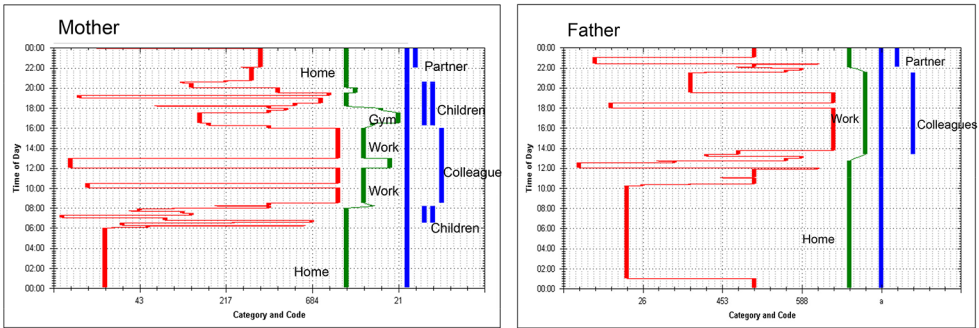 Mother
00:00
22:00
20:00
18:00
16:00
14:00
12:00
10:00
08:00
06:00
04:00
02:00
00:00
Time of Day
Home
Partner
Children
Gym
Work
Colleague
Work
Children
Home
43 217 684 21
Category and Code
Father
00:00
22:00
20:00
18:00
16:00
14:00
12:00
10:00
08:00
06:00
04:00
02:00
00:00
Time of Day
Partner
Work
Colleagues
Home
26 453 588 a
Category and Code